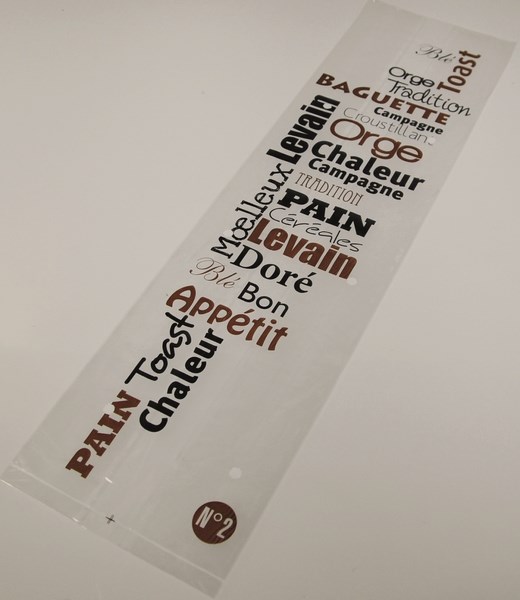 Blé
Toast
Orge
Tradition
BAGUETTE
Campagne
Croustillant
Levain
Orge
Chaleur
Campagne
TRADITION
Moelleux
PAIN
Céréales
Levain
Doré
Blé
Bon
Appétit
Toast
Chaleur
PAIN
N°2